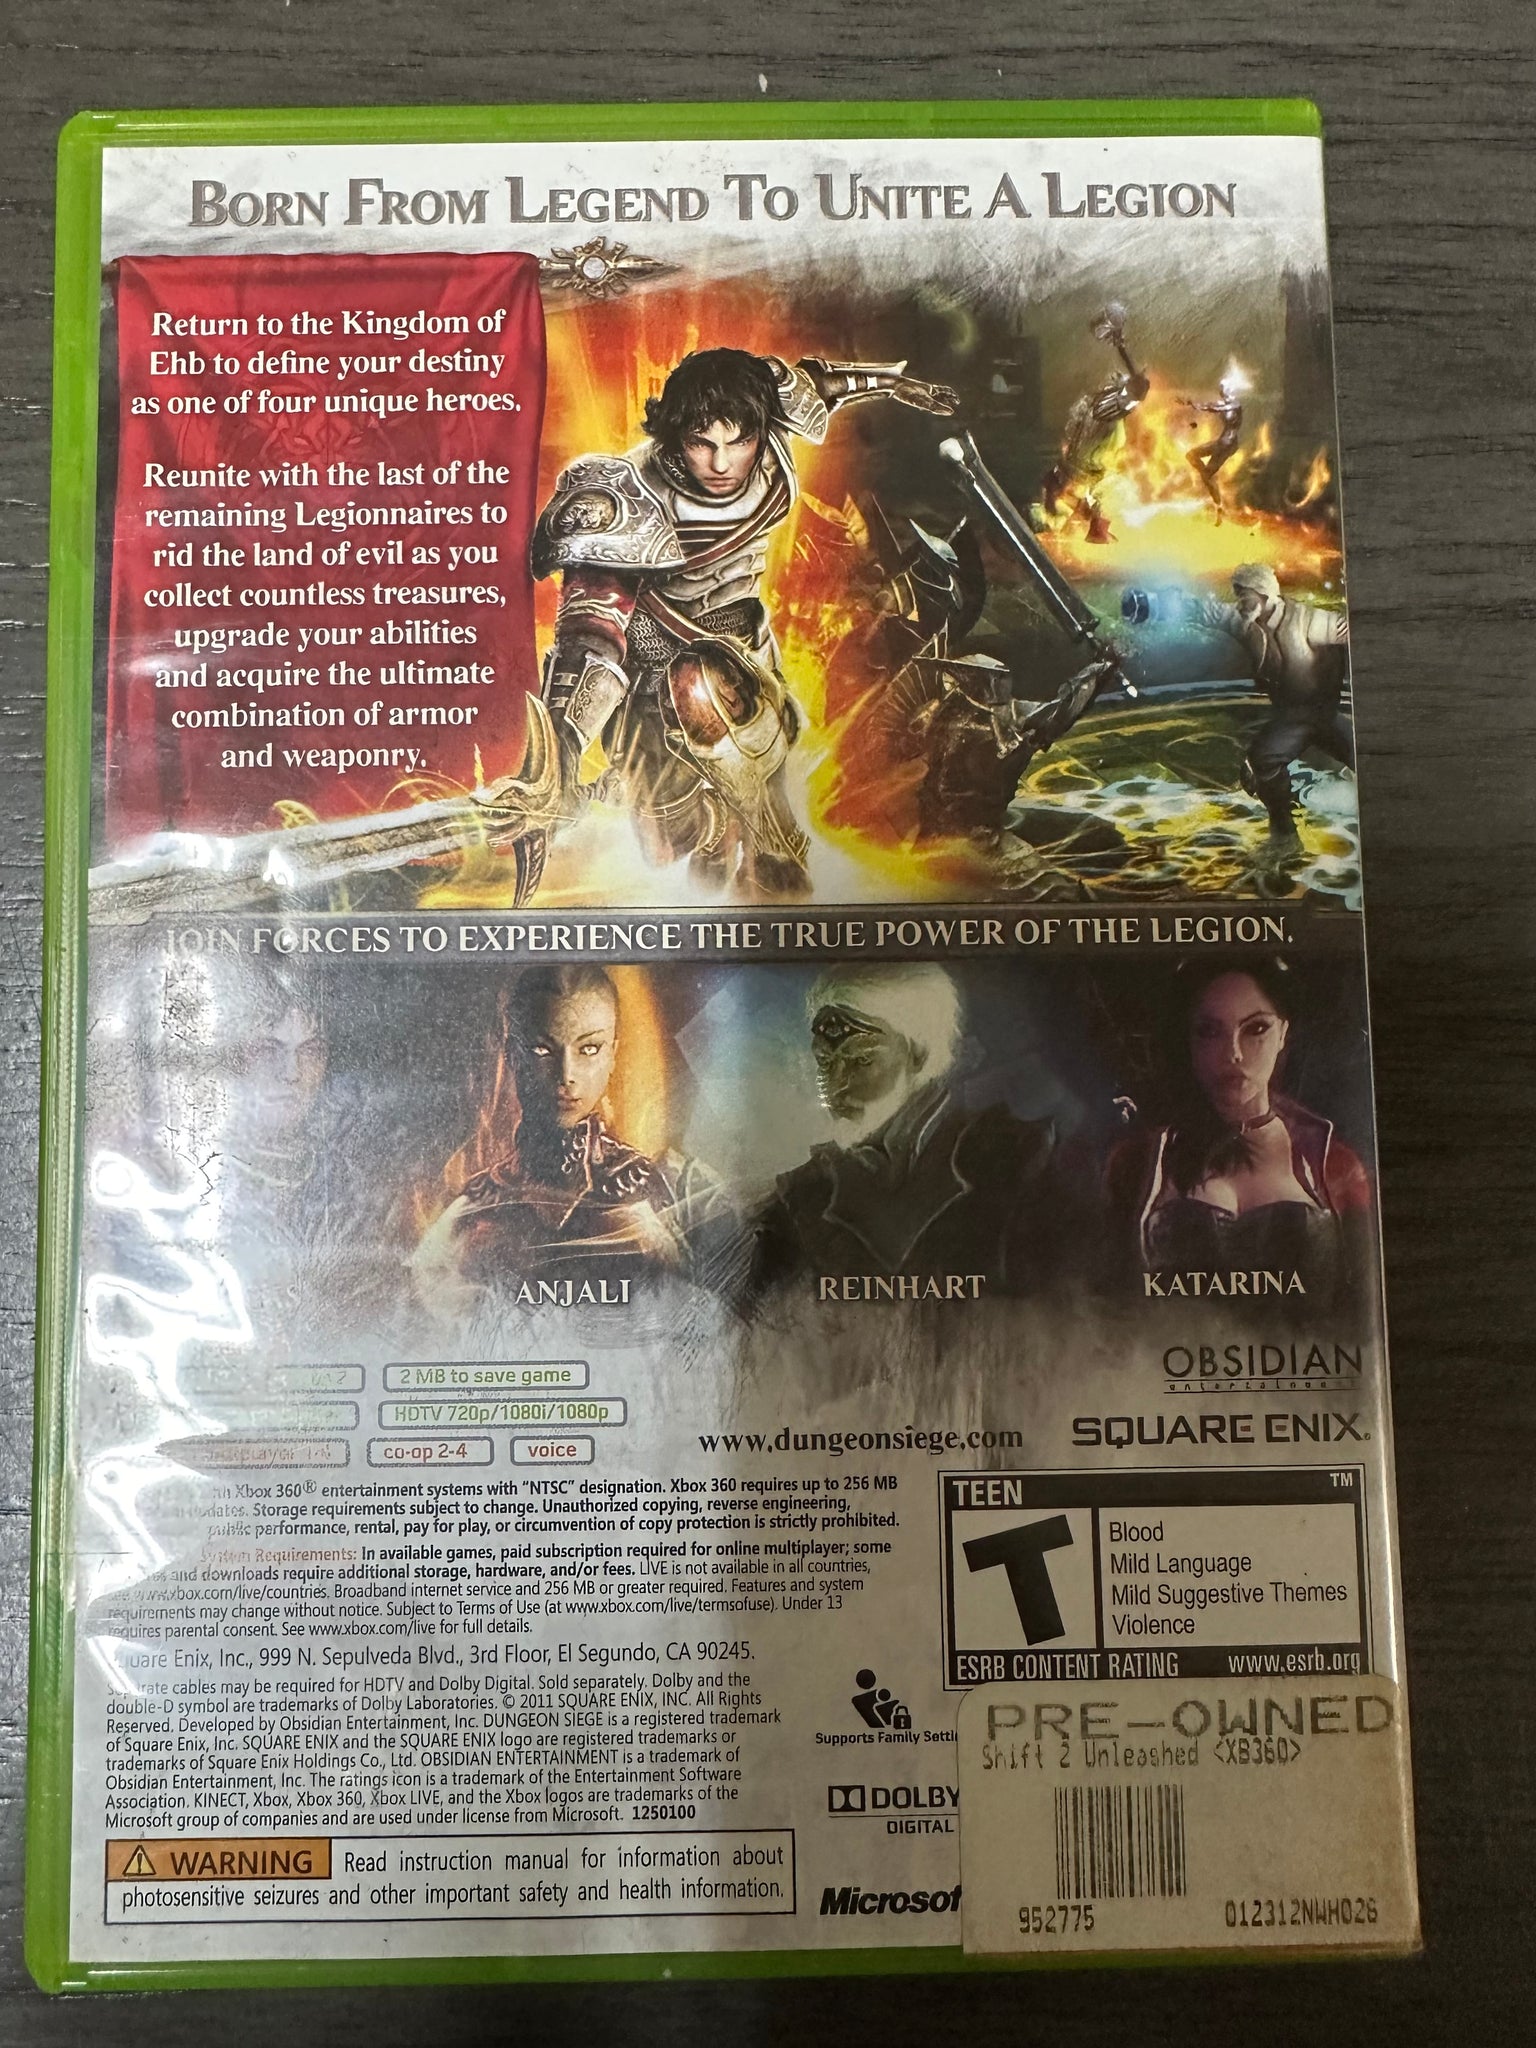 BORN FROM LEGEND TO UNITE A LEGION
Return to the Kingdom of
Ehb to define your destiny
as one of four unique heroes.
Reunite with the last of the
remaining Legionnaires to
rid the land of evil as you
collect countless treasures,
upgrade your abilities
and acquire the ultimate
combination of armor
and weaponry.
JOIN FORCES TO EXPERIENCE THE TRUE POWER OF THE LEGION.
ANJALI
REINHART
KATARINA
2 MB to save game
HDTV 720p/1080i/1080p
co-op 2-4
voice
www.dungeonsiege.com
OBSIDIAN
entertainment
SQUARE ENIX.
Xbox 360® entertainment systems with "NTSC" designation. Xbox 360 requires up to 256 MB
Storage requirements subject to change. Unauthorized copying, reverse engineering,
public performance, rental, pay for play, or circumvention of copy protection is strictly prohibited.
System Requirements: In available games, paid subscription required for online multiplayer; some
and downloads require additional storage, hardware, and/or fees. LIVE is not available in all countries,
www.xbox.com/live/countries. Broadband internet service and 256 MB or greater required. Features and system
requirements may change without notice. Subject to Terms of Use (at www.xbox.com/live/termsofuse). Under 13
requires parental consent. See www.xbox.com/live for full details.
Square Enix, Inc., 999 N. Sepulveda Blvd., 3rd Floor, El Segundo, CA 90245.
Separate cables may be required for HDTV and Dolby Digital. Sold separately. Dolby and the
double-D symbol are trademarks of Dolby Laboratories. © 2011 SQUARE ENIX, INC. All Rights
Reserved. Developed by Obsidian Entertainment, Inc. DUNGEON SIEGE is a registered trademark
of Square Enix, Inc. SQUARE ENIX and the SQUARE ENIX logo are registered trademarks or
trademarks of Square Enix Holdings Co., Ltd. OBSIDIAN ENTERTAINMENT is a trademark of
Obsidian Entertainment, Inc. The ratings icon is a trademark of the Entertainment Software
Association. KINECT, Xbox, Xbox 360, Xbox LIVE, and the Xbox logos are trademarks of the
Microsoft group of companies and are used under license from Microsoft. 1250100
WARNING Read instruction manual for information about
photosensitive seizures and other important safety and health information.
TEEN
TM
T
Blood
Mild Language
Mild Suggestive Themes
Violence
ESRB CONTENT RATING www.esrb.org
Supports Family
DOLBY
DIGITAL
PRE-OWNED
Shift 2 Unleashed <XB360>
952775
012312NWH026